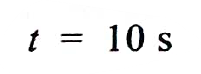 t = 10 s